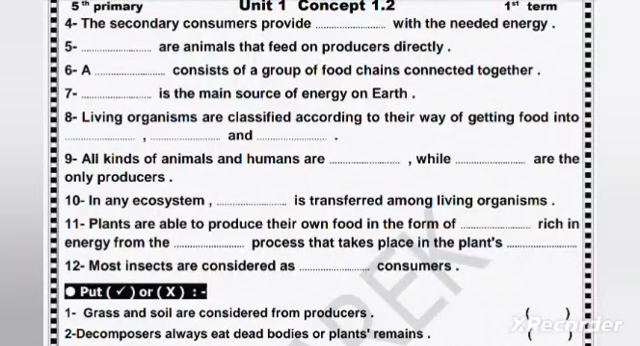 5th primary Unit 1 Concept 1.2 1st term
4- The secondary consumers provide .................... with the needed energy .
5- .................... are animals that feed on producers directly .
6- A .................... consists of a group of food chains connected together .
7- .................... is the main source of energy on Earth .
8- Living organisms are classified according to their way of getting food into
.................... , .................... and .................... .
9- All kinds of animals and humans are .................... , while .................... are the
only producers .
10- In any ecosystem , .................... is transferred among living organisms .
11- Plants are able to produce their own food in the form of .................... rich in
energy from the .................... process that takes place in the plant's ....................
12- Most insects are considered as .................... consumers .
● Put ( ✓ ) or ( X ) : -
1- Grass and soil are considered from producers . ( )
2-Decomposers always eat dead bodies or plants' remains . ( )
XRecorder